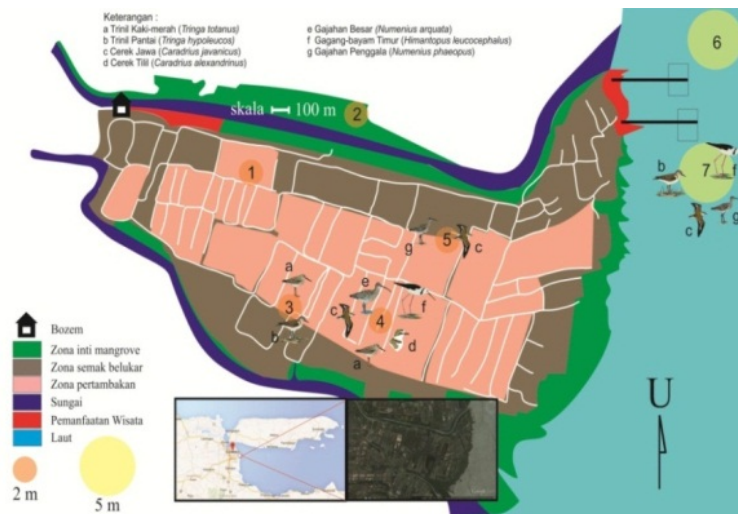 Keterangan :
a Trinil Kaki-merah (Tringa totanus)
b Trinil Pantai (Tringa hypoleucos)
c Cerek Jawa (Caradrius javanicus)
d Cerek Tilil (Caradrius alexandrinus)
e Gajahan Besar (Numenius arquata)
f Gagang-bayam Timur (Himantopus leucocephalus)
g Gajahan Penggala (Numenius phaeopus)
6
skala 100 m
2
1
7
b
f
c
g
5
g
c
a
e
f
3
c
4
b
d
a
Bozem
Zona inti mangrove
Zona semak belukar
Zona pertambakan
Sungai
Pemanfaatan Wisata
Laut
2 m
5 m
U